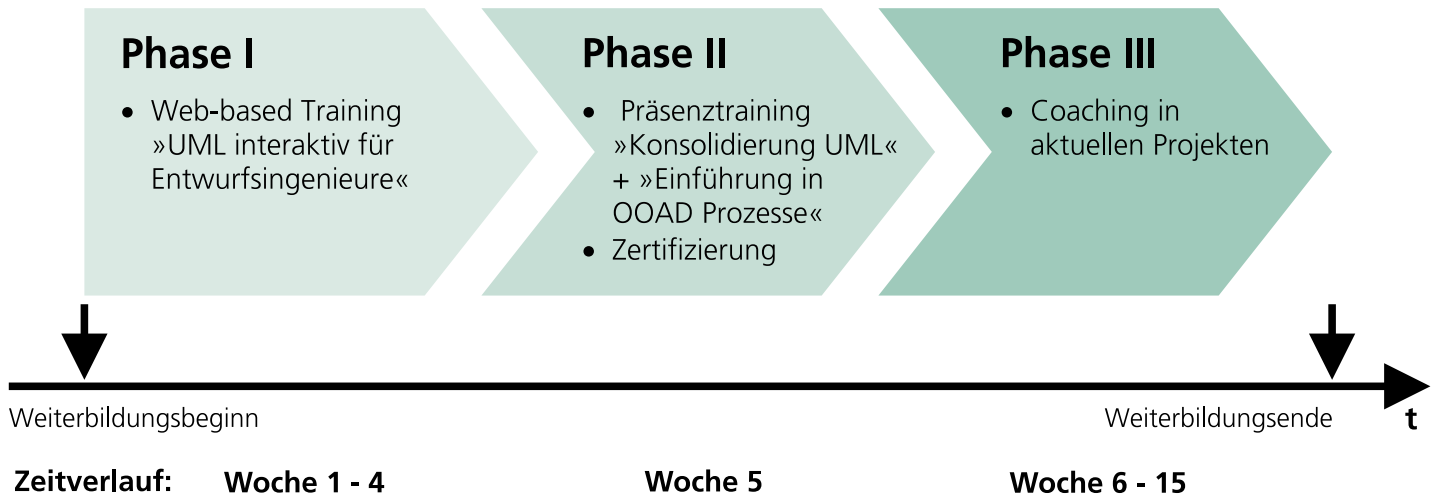 Phase I
• Web-based Training
»UML interaktiv für
Entwurfsingenieure«
Phase II
• Präsenztraining
»Konsolidierung UML«
+ »Einführung in
OOAD Prozesse«
• Zertifizierung
Phase III
• Coaching in
aktuellen Projekten
Weiterbildungsbeginn
Weiterbildungsende
t
Zeitverlauf: Woche 1 - 4 Woche 5 Woche 6 - 15